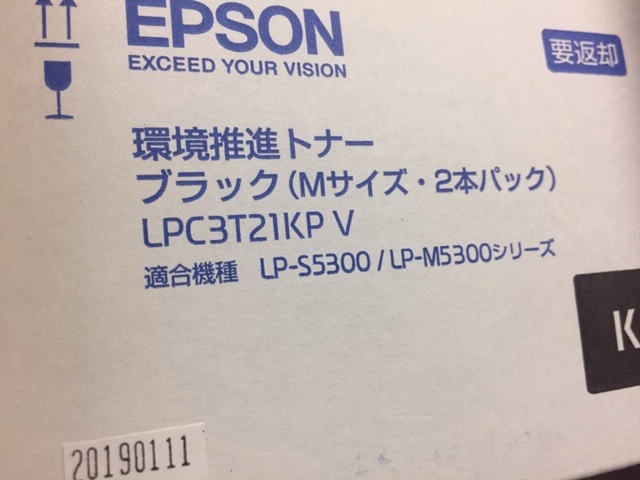 EPSON
EXCEED YOUR VISION
要返却
環境推進トナー
ブラック(Mサイズ・2本パック)
LPC3T21KP V
適合機種 LP-S5300 / LP-M5300シリーズ
K
20190111